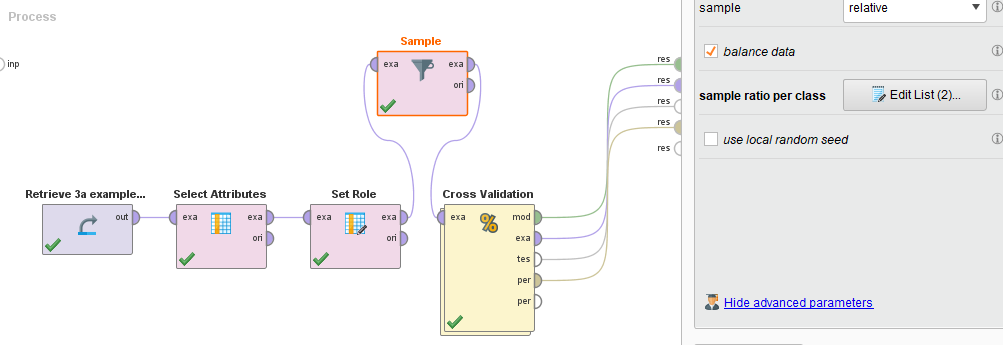 Process
inp
Sample
exa
exa
ori
Retrieve 3a example...
out
Select Attributes
exa
exa
ori
Set Role
exa
exa
ori
Cross Validation
exa
mod
exa
tes
per
per
%
res
res
res
res
res
sample
relative
balance data
sample ratio per class
Edit List (2)...
use local random seed
Hide advanced parameters